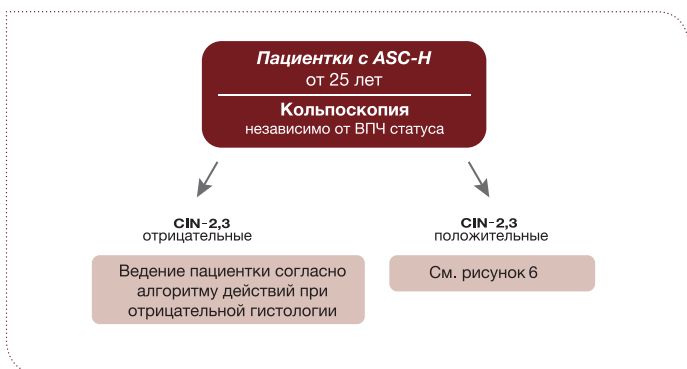 Пациентки с ASC-H
от 25 лет
Кольпоскопия
независимо от ВПЧ статуса
CIN-2,3
отрицательные
Ведение пациентки согласно
алгоритму действий при
отрицательной гистологии
CIN-2,3
положительные
См. рисунок 6